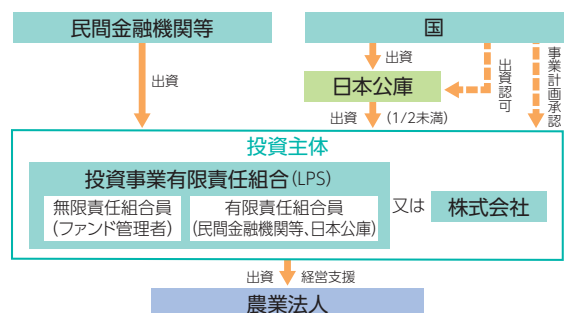 民間金融機関等
国
出資
出資
出資認可
事業計画承認
日本公庫
出資 (1/2未満)
投資主体
投資事業有限責任組合(LPS)
無限責任組合員
(ファンド管理者)
有限責任組合員
(民間金融機関等、日本公庫)
又は
株式会社
出資 経営支援
農業法人